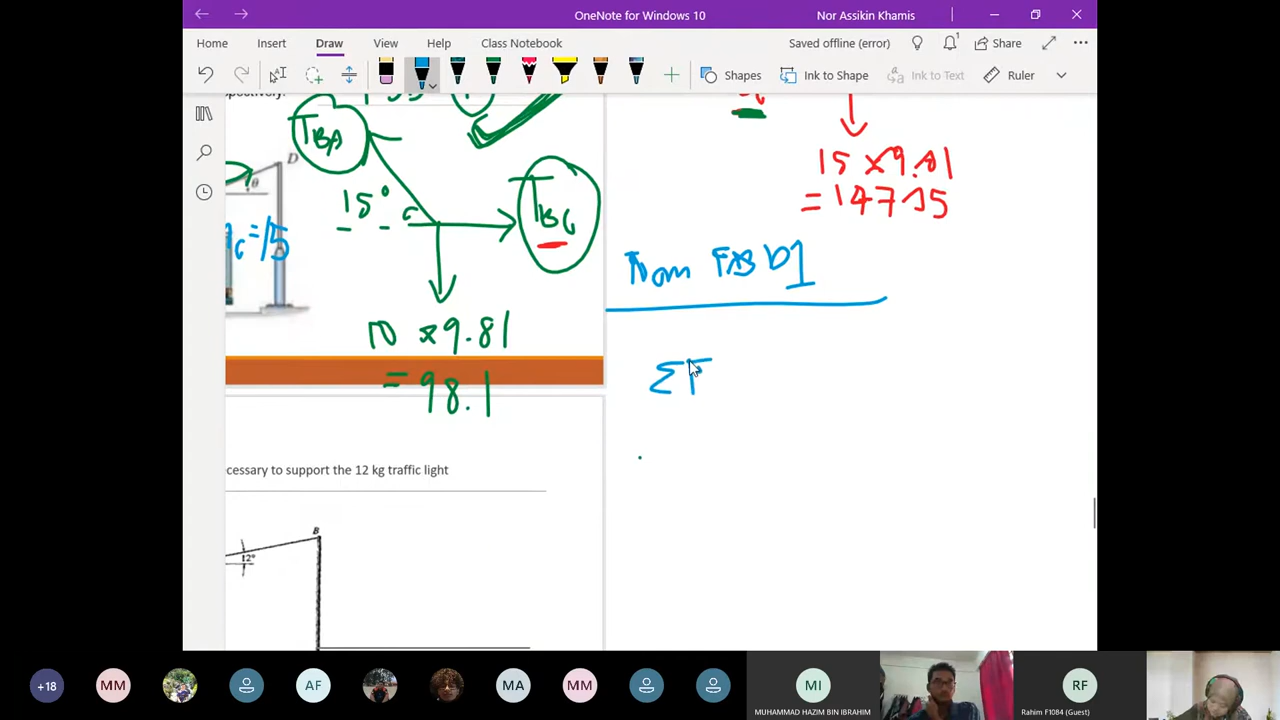 OneNote for Windows 10
Nor Assikin Khamis
Home Insert Draw View Help Class Notebook
Saved offline (error)
Share
Shapes
Ink to Shape
Ink to Text
Ruler
TBA
D
15°
θ
TBC
=15
10 × 9.81
= 98.1
15 × 9.81
= 147.15
From FBD1
ΣF
ecessary to support the 12 kg traffic light
B
12°
+18
MM
AF
MA
MM
MI
MUHAMMAD HAZIM BIN IBRAHIM
RF
Rahim F1084 (Guest)